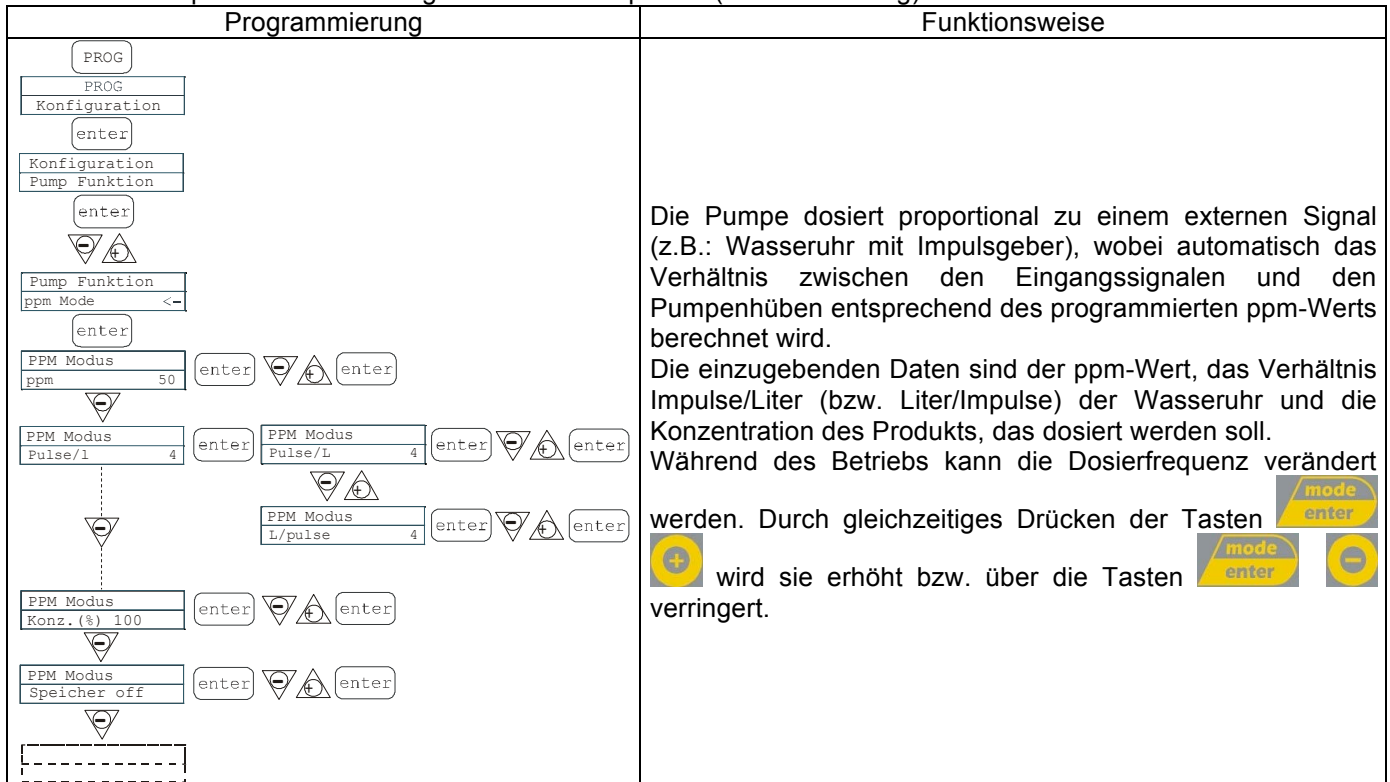 Programmierung
Funktionsweise
PROG
PROG
Konfiguration
enter
Konfiguration
Pump Funktion
enter
Pump Funktion
ppm Mode <-
enter
PPM Modus
ppm 50
enter
enter
PPM Modus
Pulse/l 4
enter
PPM Modus
Pulse/L 4
enter
enter
PPM Modus
L/pulse 4
enter
enter
PPM Modus
Konz.(%) 100
enter
enter
PPM Modus
Speicher off
enter
enter
Die Pumpe dosiert proportional zu einem externen Signal
(z.B.: Wasseruhr mit Impulsgeber), wobei automatisch das
Verhältnis zwischen den Eingangssignalen und den
Pumpenhüben entsprechend des programmierten ppm-Werts
berechnet wird.
Die einzugebenden Daten sind der ppm-Wert, das Verhältnis
Impulse/Liter (bzw. Liter/Impulse) der Wasseruhr und die
Konzentration des Produkts, das dosiert werden soll.
Während des Betriebs kann die Dosierfrequenz verändert
werden. Durch gleichzeitiges Drücken der Tasten mode enter
+ wird sie erhöht bzw. über die Tasten mode enter -
verringert.